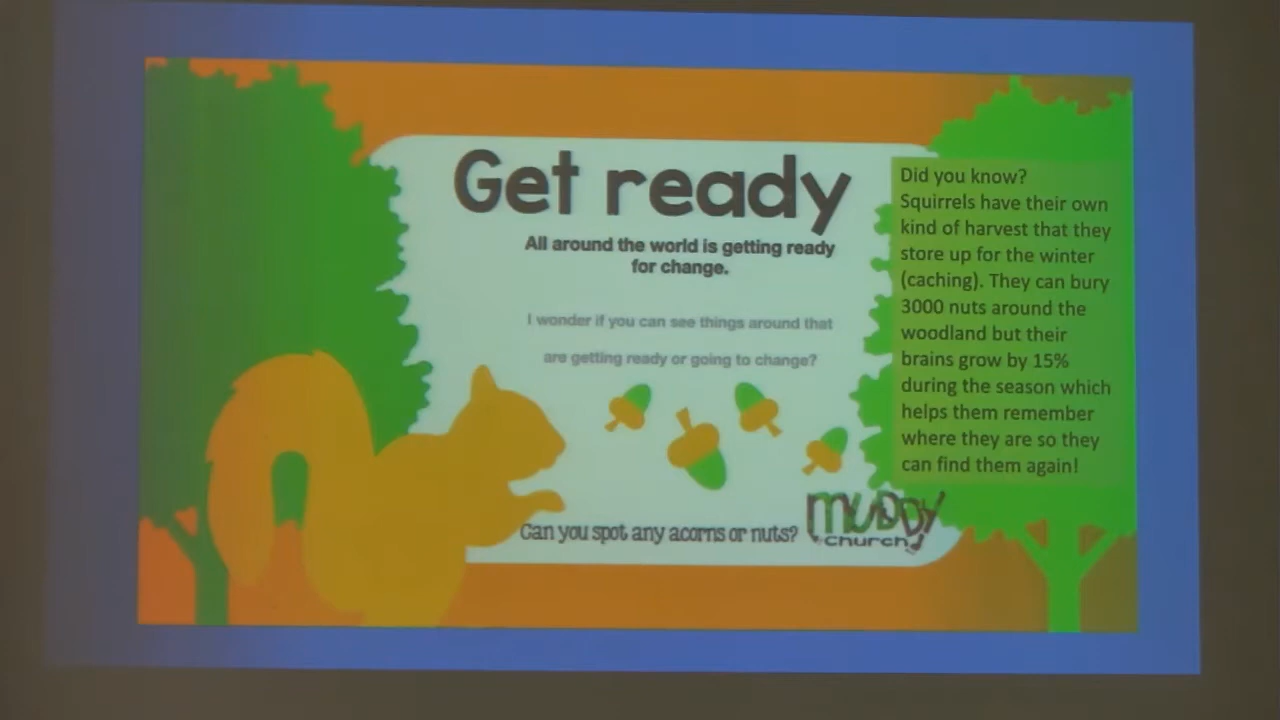 Get ready
All around the world is getting ready
for change.
I wonder if you can see things around that
are getting ready or going to change?
Can you spot any acorns or nuts?
MUDDY
church
Did you know?
Squirrels have their own
kind of harvest that they
store up for the winter
(caching). They can bury
3000 nuts around the
woodland but their
brains grow by 15%
during the season which
helps them remember
where they are so they
can find them again!